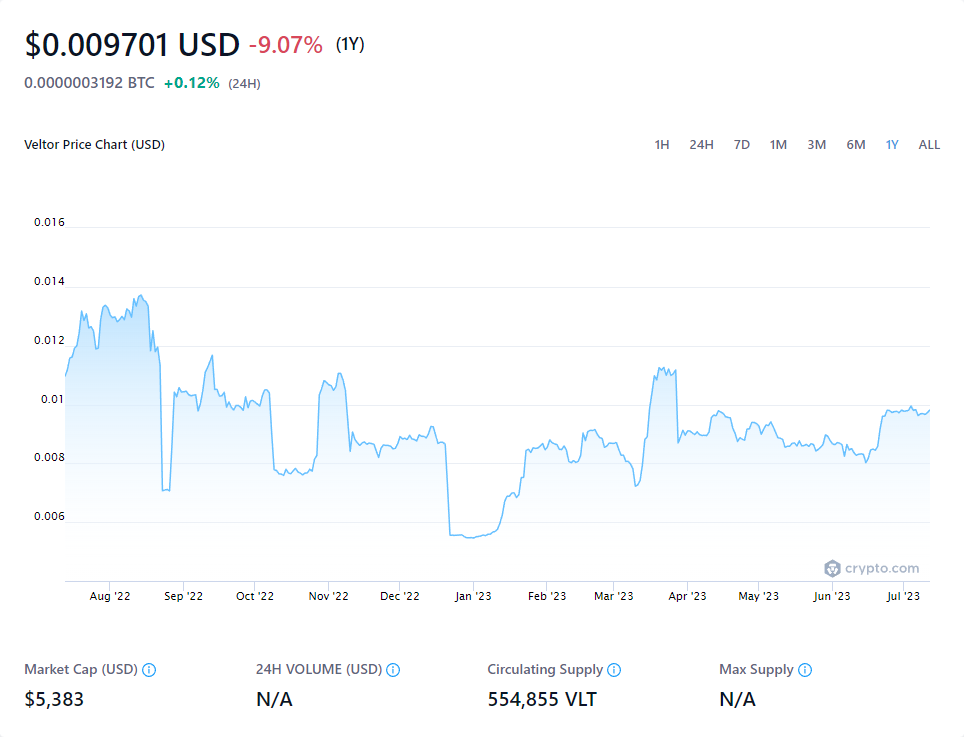 $0.009701 USD -9.07% (1Y)
0.0000003192 BTC +0.12% (24H)
Veltor Price Chart (USD) 1H 24H 7D 1M 3M 6M 1Y ALL
0.016
0.014
0.012
0.01
0.008
0.006
crypto.com
Aug '22 Sep '22 Oct '22 Nov '22 Dec '22 Jan '23 Feb '23 Mar '23 Apr '23 May '23 Jun '23 Jul '23
Market Cap (USD) 24H VOLUME (USD) Circulating Supply Max Supply
$5,383 N/A 554,855 VLT N/A